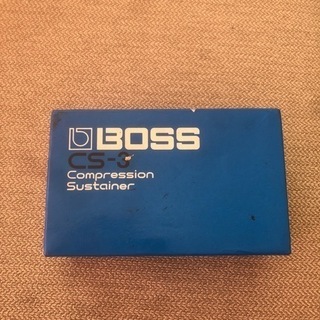 BOSS
CS-3
Compression
Sustainer